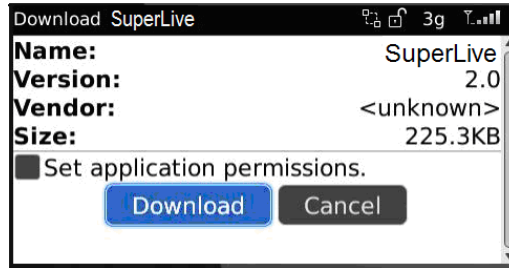 Download SuperLive 3g
Name: SuperLive
Version: 2.0
Vendor: <unknown>
Size: 225.3KB
Set application permissions.
Download Cancel